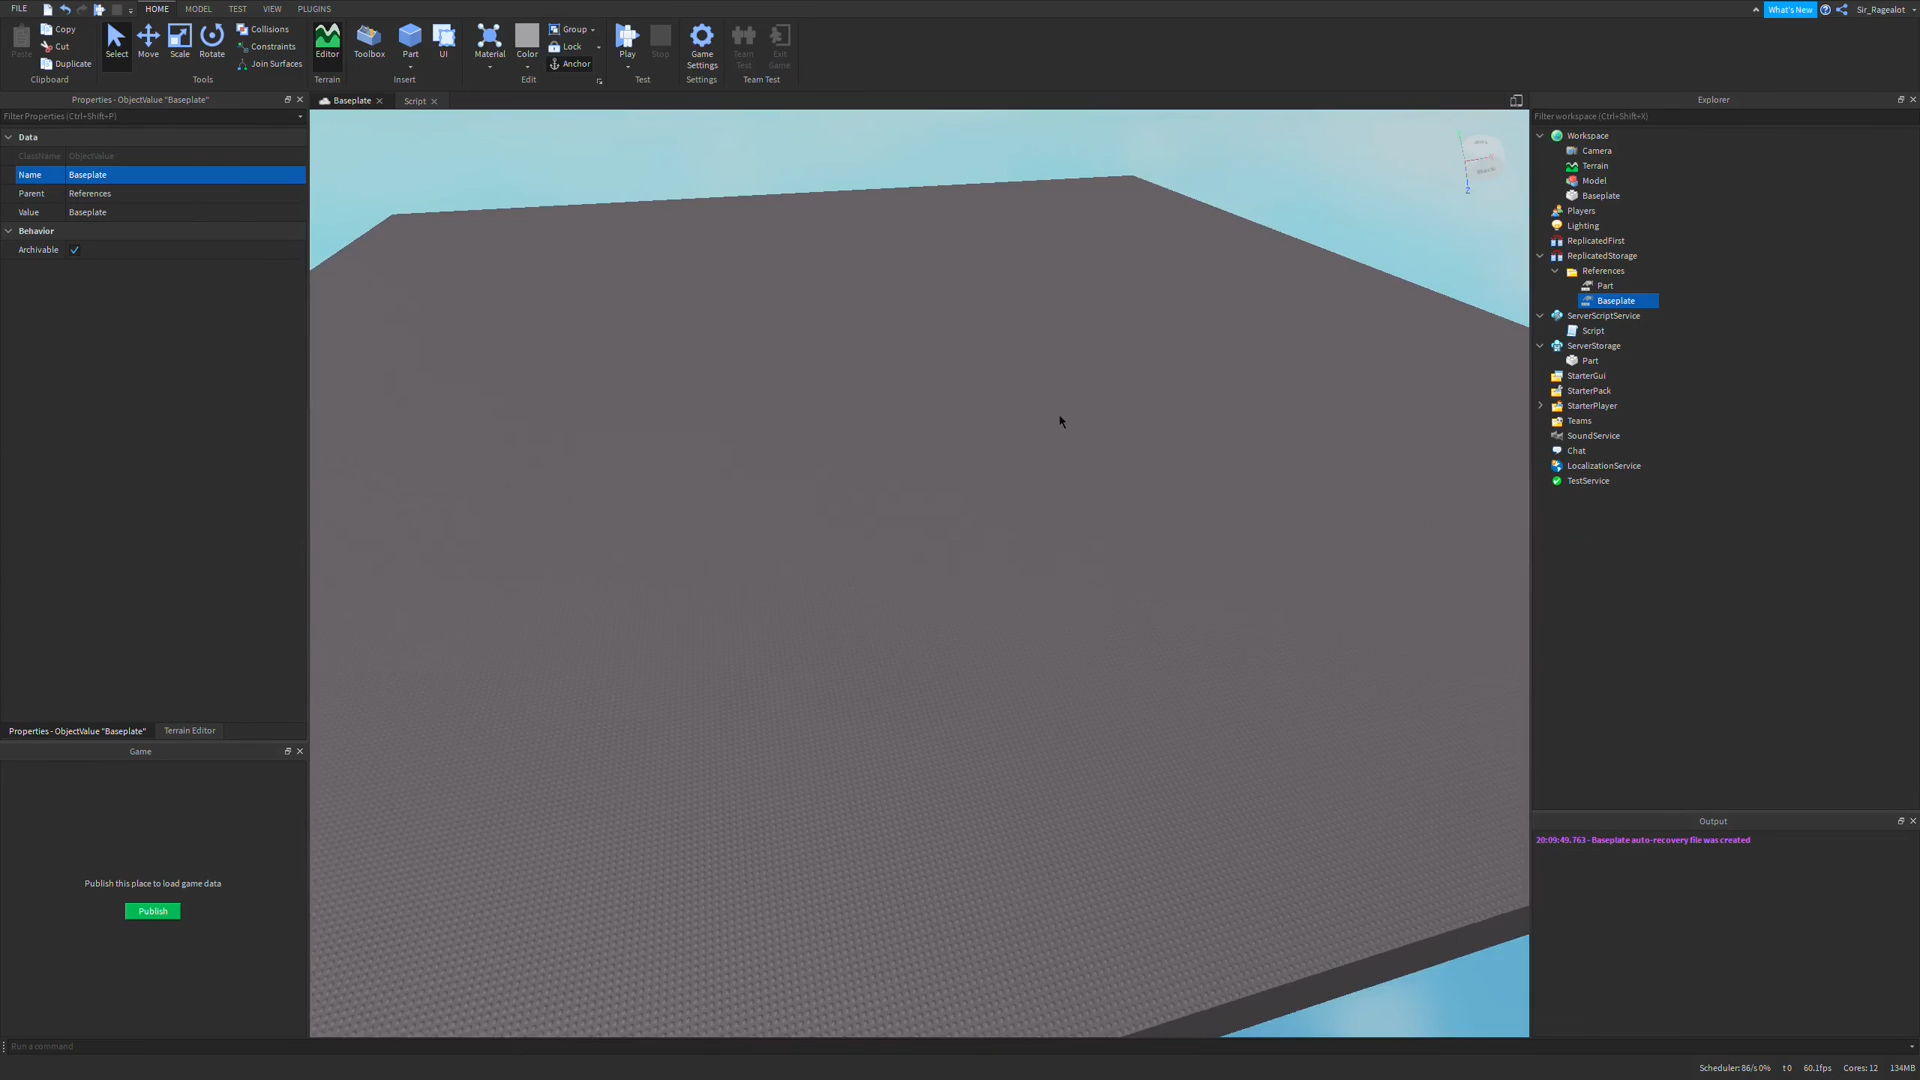 FILE HOME MODEL TEST VIEW PLUGINS What's New Sir_Ragealot
Paste Copy Cut Duplicate Clipboard
Select Move Scale Rotate Collisions Constraints Join Surfaces Tools
Editor Terrain
Toolbox Part UI Insert
Material Color Group Lock Anchor Edit
Play Stop Test
Game Settings Settings
Team Test Exit Game Team Test
Properties - ObjectValue "Baseplate"
Filter Properties (Ctrl+Shift+P)
Data
ClassName ObjectValue
Name Baseplate
Parent References
Value Baseplate
Behavior
Archivable
Properties - ObjectValue "Baseplate" Terrain Editor
Game
Publish this place to load game data
Publish
Baseplate Script
Explorer
Filter workspace (Ctrl+Shift+X)
Workspace
Camera
Terrain
Model
Baseplate
Players
Lighting
ReplicatedFirst
ReplicatedStorage
References
Part
Baseplate
ServerScriptService
Script
ServerStorage
Part
StarterGui
StarterPack
StarterPlayer
Teams
SoundService
Chat
LocalizationService
TestService
Z
Output
20:09:49.763 - Baseplate auto-recovery file was created
Run a command
Scheduler: 86/s 0% t 0 60.1fps Cores: 12 134MB